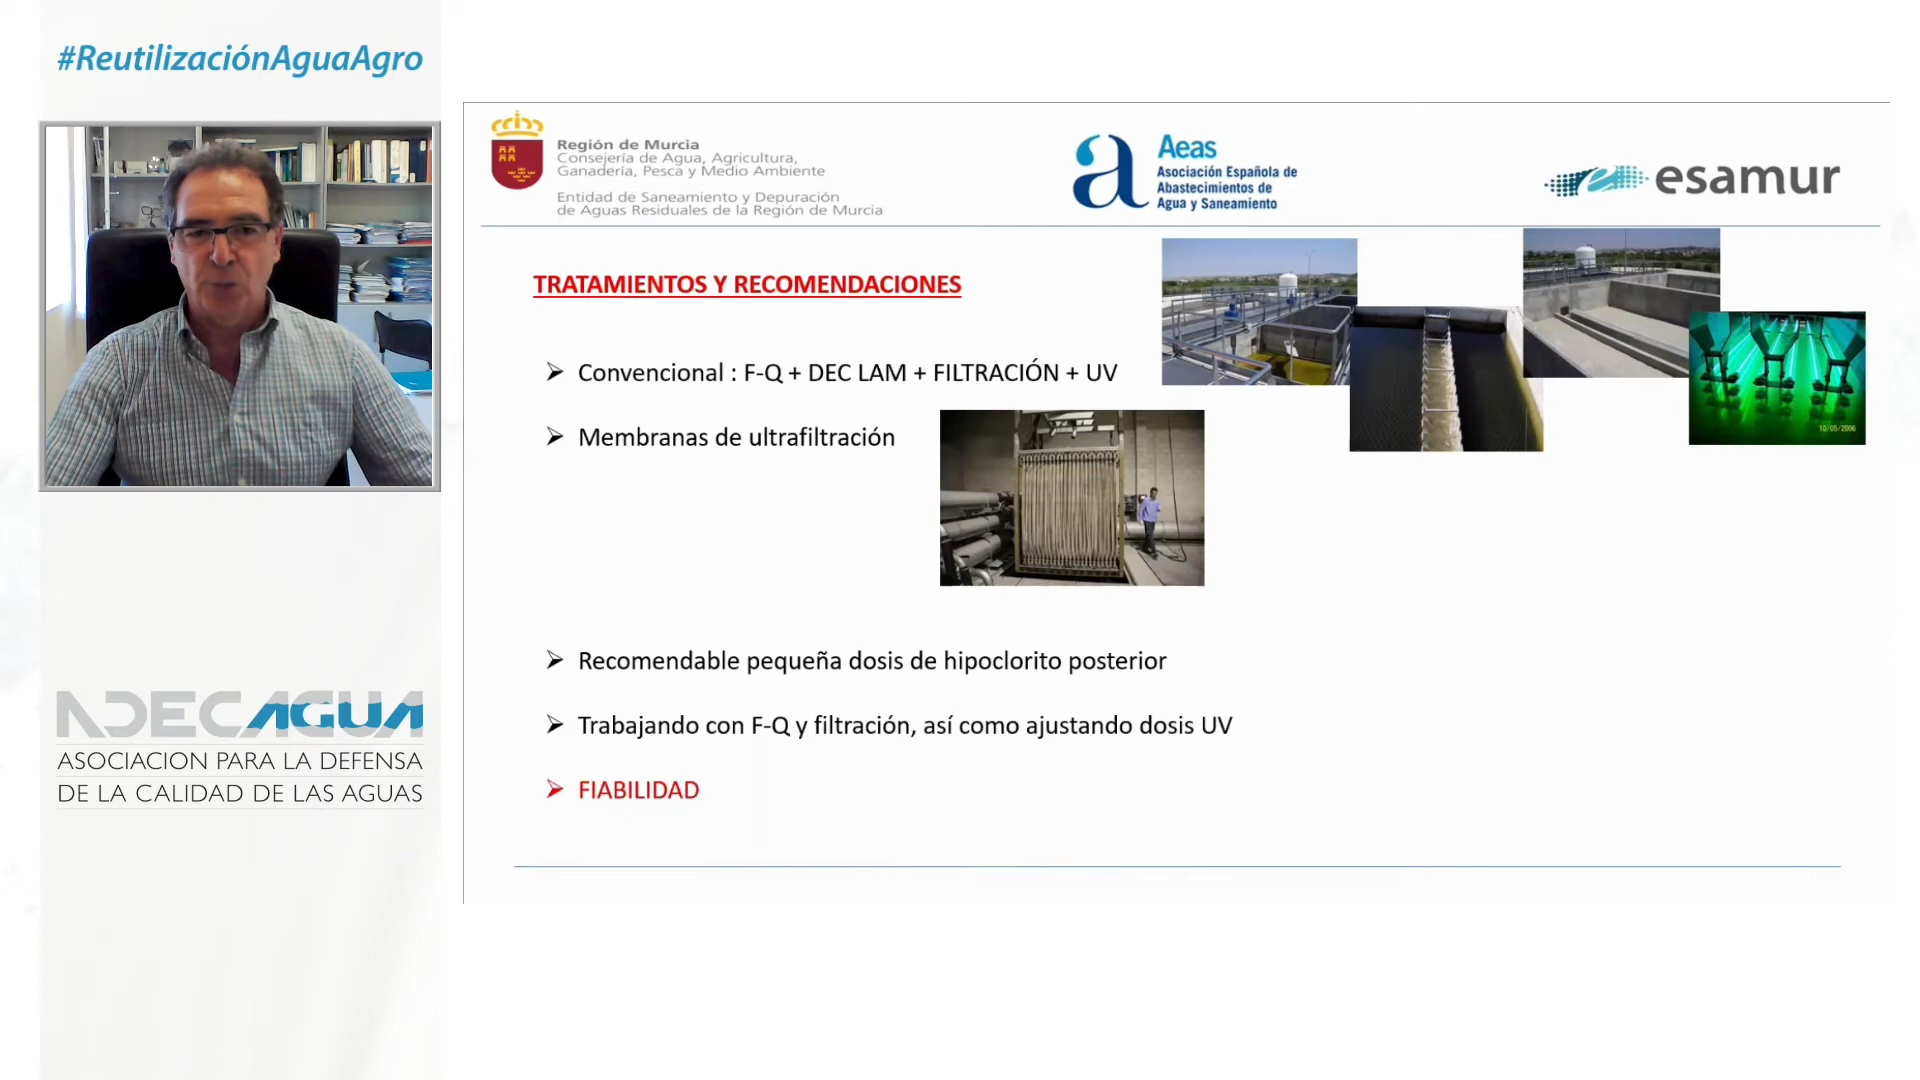 #ReutilizaciónAguaAgro
ADECAGUA
ASOCIACION PARA LA DEFENSA
DE LA CALIDAD DE LAS AGUAS
Región de Murcia
Consejería de Agua, Agricultura,
Ganadería, Pesca y Medio Ambiente
Entidad de Saneamiento y Depuración
de Aguas Residuales de la Región de Murcia
a
Aeas
Asociación Española de
Abastecimientos de
Agua y Saneamiento
esamur
TRATAMIENTOS Y RECOMENDACIONES
Convencional : F-Q + DEC LAM + FILTRACIÓN + UV
Membranas de ultrafiltración
10/05/2006
Recomendable pequeña dosis de hipoclorito posterior
Trabajando con F-Q y filtración, así como ajustando dosis UV
FIABILIDAD